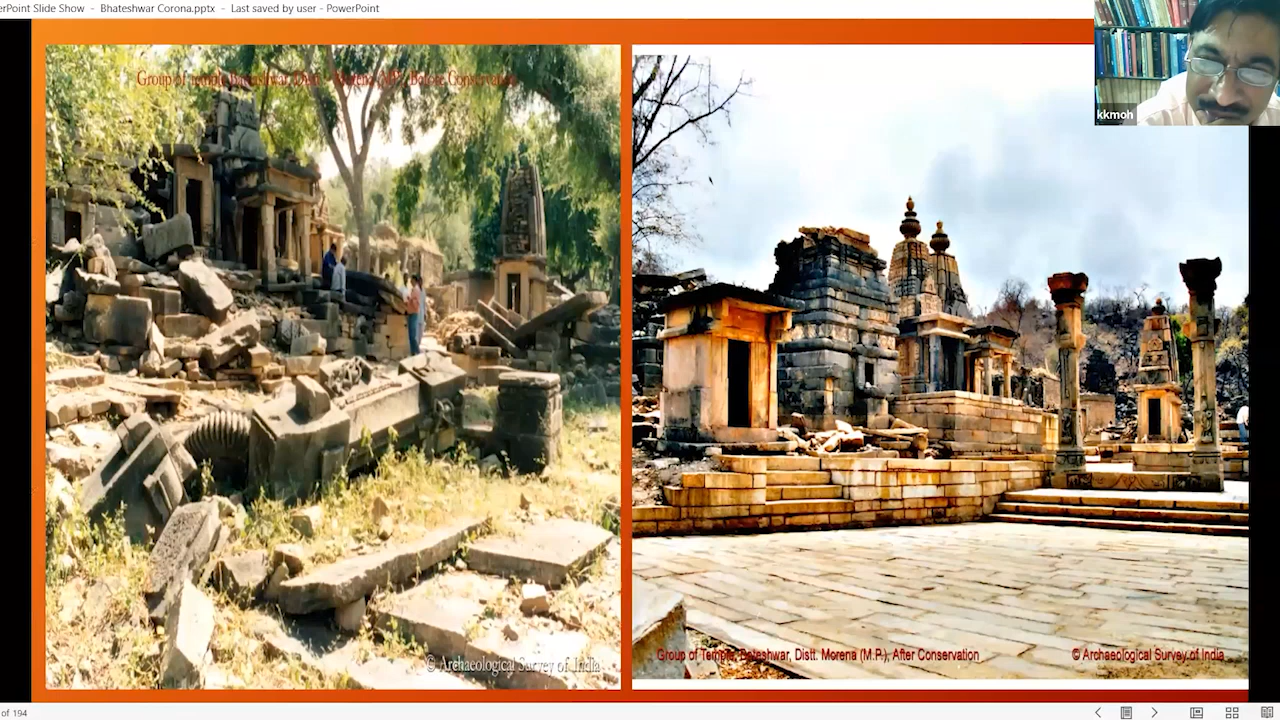 erPoint Slide Show - Bhateshwar Corona.pptx - Last saved by user - PowerPoint
kkmoh
Group of Temple, Bateshwar, Distt. Morena (M.P.), Before Conservation
© Archaeological Survey of India
Group of Temple, Bateshwar, Distt. Morena (M.P.), After Conservation
© Archaeological Survey of India
of 194